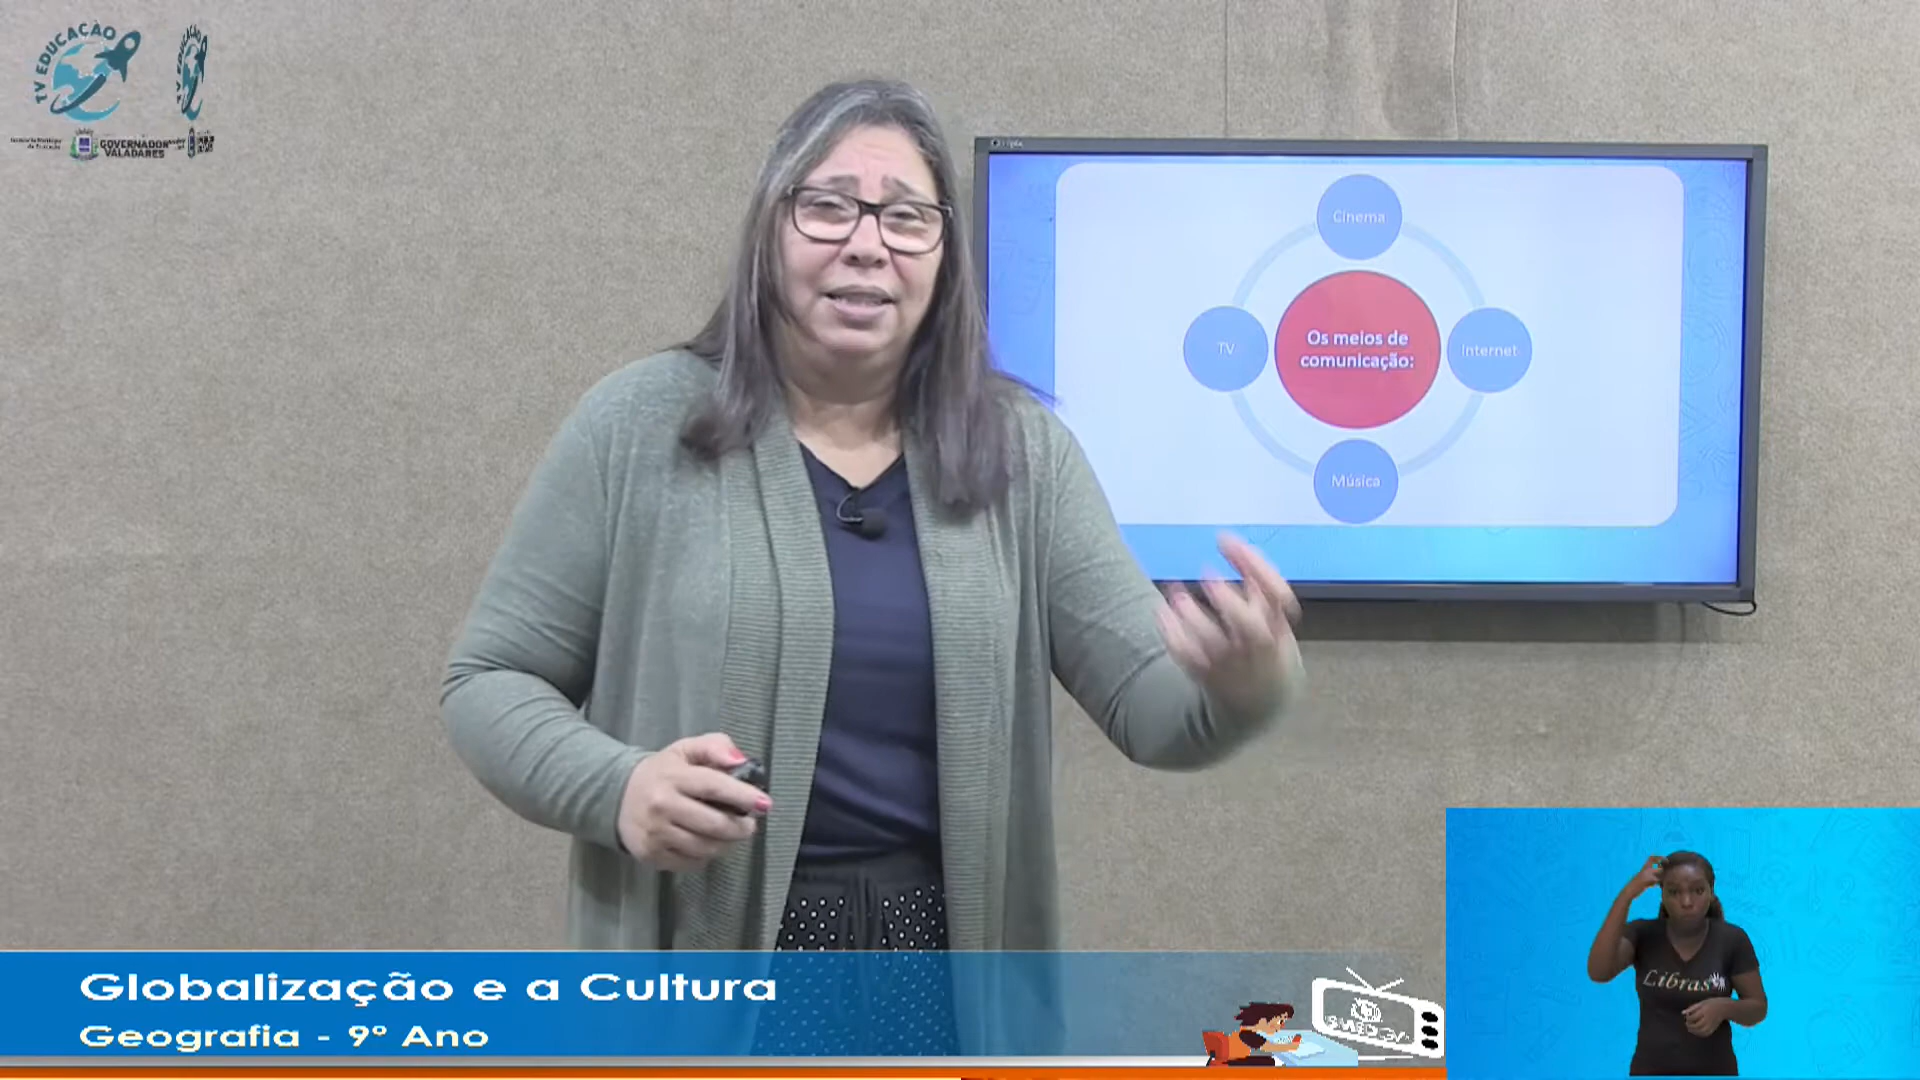 TV EDUCAÇÃO
GOVERNADOR
VALADARES
Cinema
TV
Os meios de
comunicação:
Internet
Música
Libras
Globalização e a Cultura
Geografia - 9º Ano